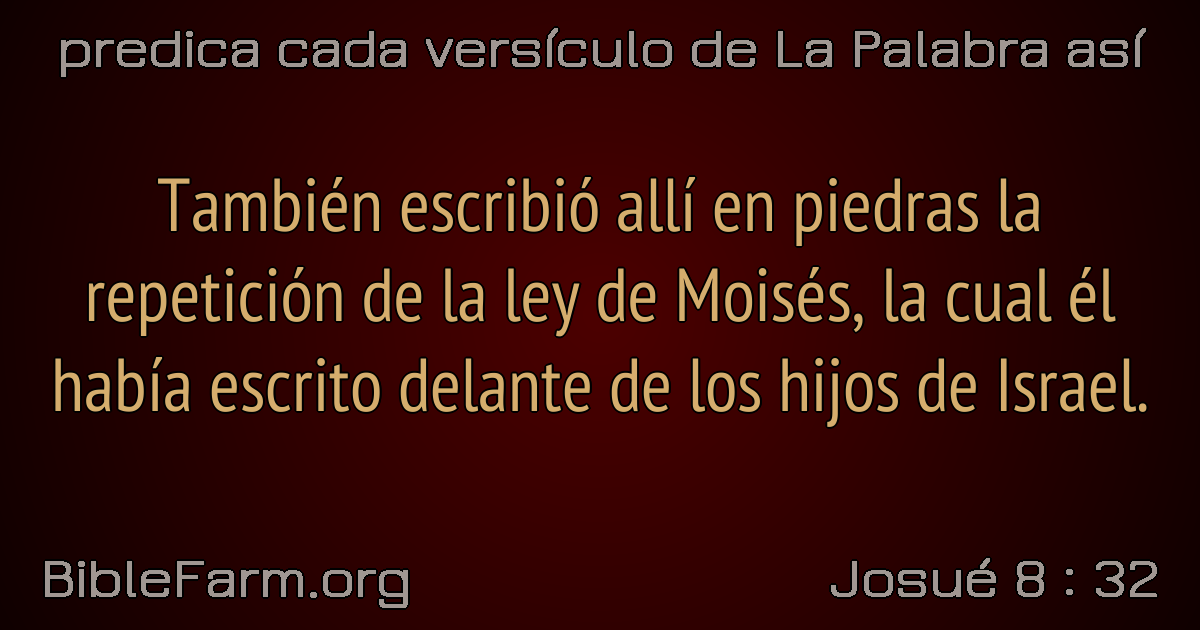 predica cada versículo de La Palabra así
También escribió allí en piedras la
repetición de la ley de Moisés, la cual él
había escrito delante de los hijos de Israel.
BibleFarm.org
Josué 8 : 32